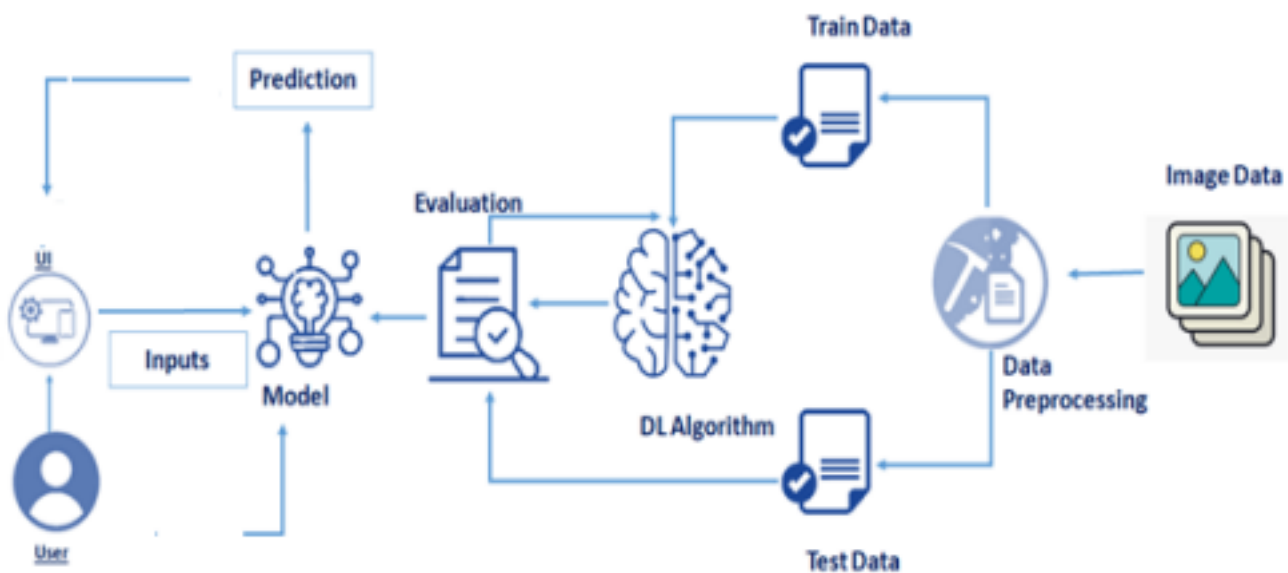 Train Data
Prediction
Image Data
Evaluation
UI
Inputs
Model
Data
Preprocessing
DL Algorithm
User
Test Data